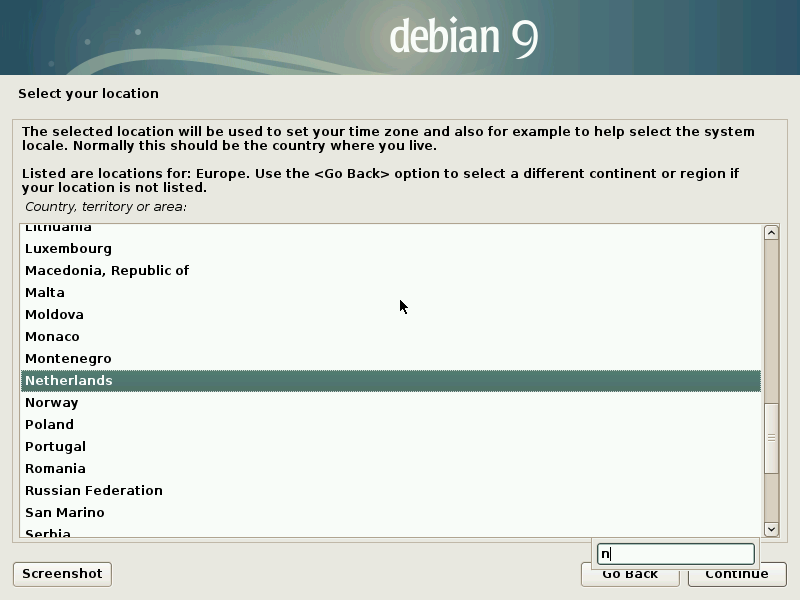 debian 9
Select your location
The selected location will be used to set your time zone and also for example to help select the system
locale. Normally this should be the country where you live.
Listed are locations for: Europe. Use the <Go Back> option to select a different continent or region if
your location is not listed.
Country, territory or area:
Lithuania
Luxembourg
Macedonia, Republic of
Malta
Moldova
Monaco
Montenegro
Netherlands
Norway
Poland
Portugal
Romania
Russian Federation
San Marino
Serbia
n
Screenshot
Go Back
Continue